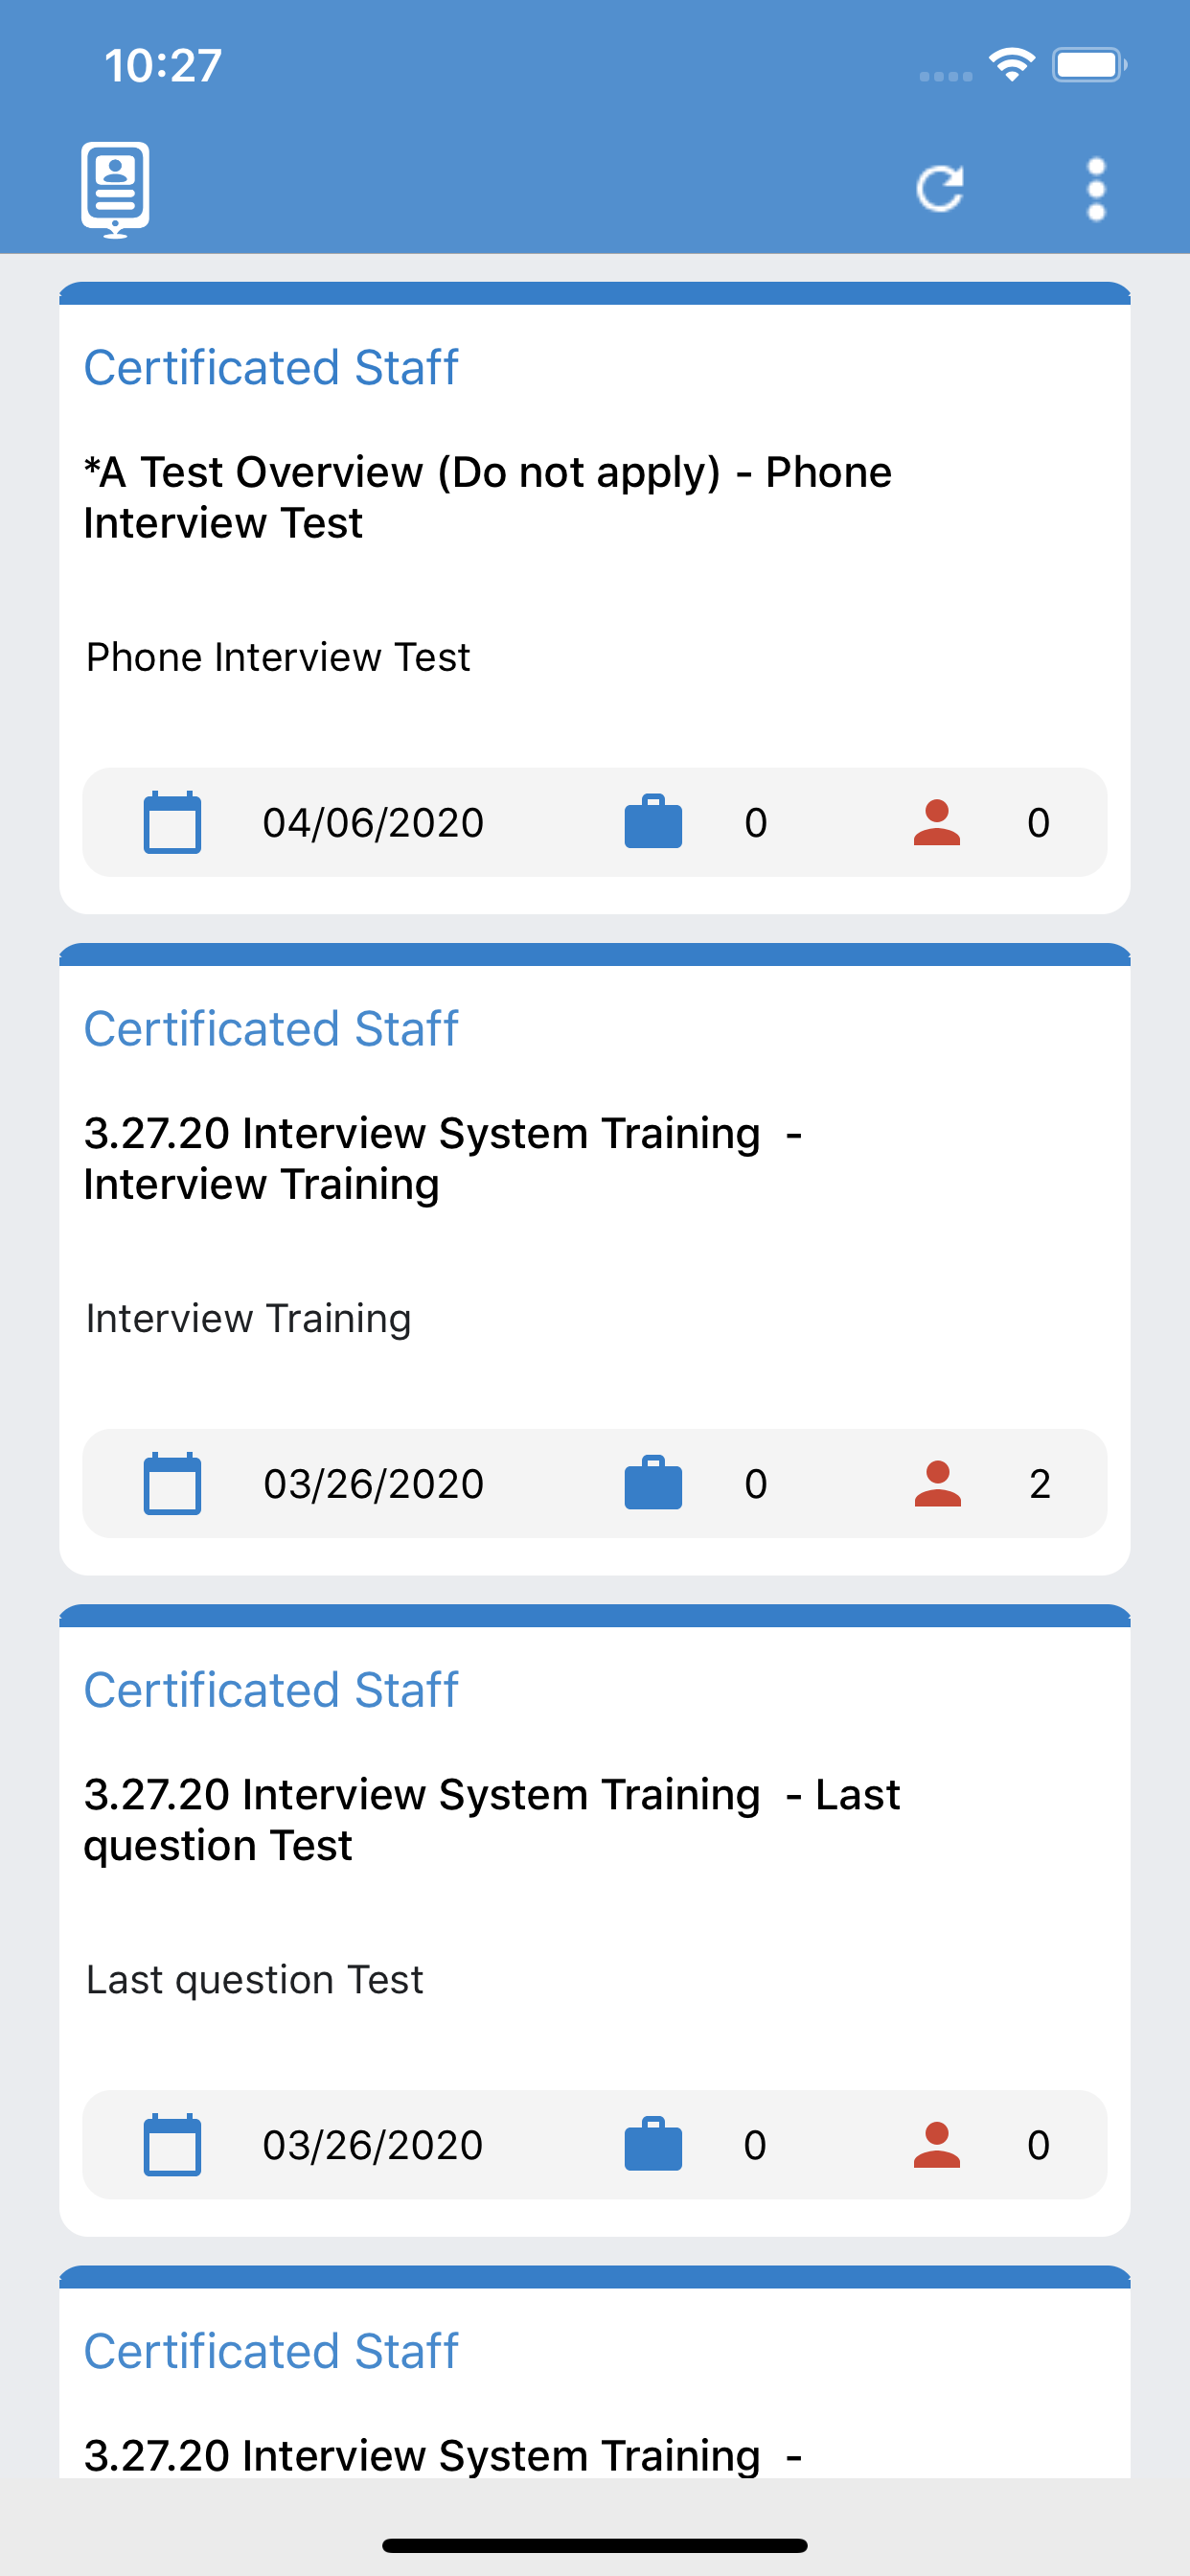 10:27
Certificated Staff
*A Test Overview (Do not apply) - Phone
Interview Test
Phone Interview Test
04/06/2020 0 0
Certificated Staff
3.27.20 Interview System Training  -
Interview Training
Interview Training
03/26/2020 0 2
Certificated Staff
3.27.20 Interview System Training  - Last
question Test
Last question Test
03/26/2020 0 0
Certificated Staff
3.27.20 Interview System Training  -